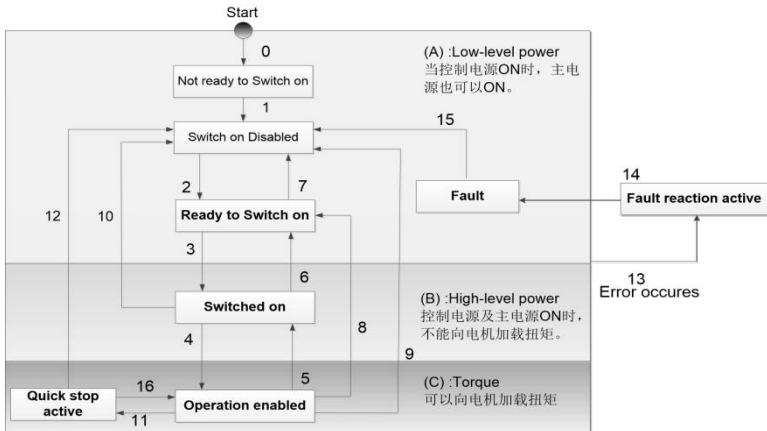 Start
0
(A) :Low-level power
当控制电源ON时，主电
源也可以ON。
Not ready to Switch on
1
15
Switch on Disabled
14
2
7
Fault
Fault reaction active
12
10
Ready to Switch on
3
13
6
Error occures
Switched on
(B) :High-level power
控制电源及主电源ON时，
不能向电机加载扭矩。
8
4
9
5
(C) :Torque
可以向电机加载扭矩
16
Quick stop
active
Operation enabled
11